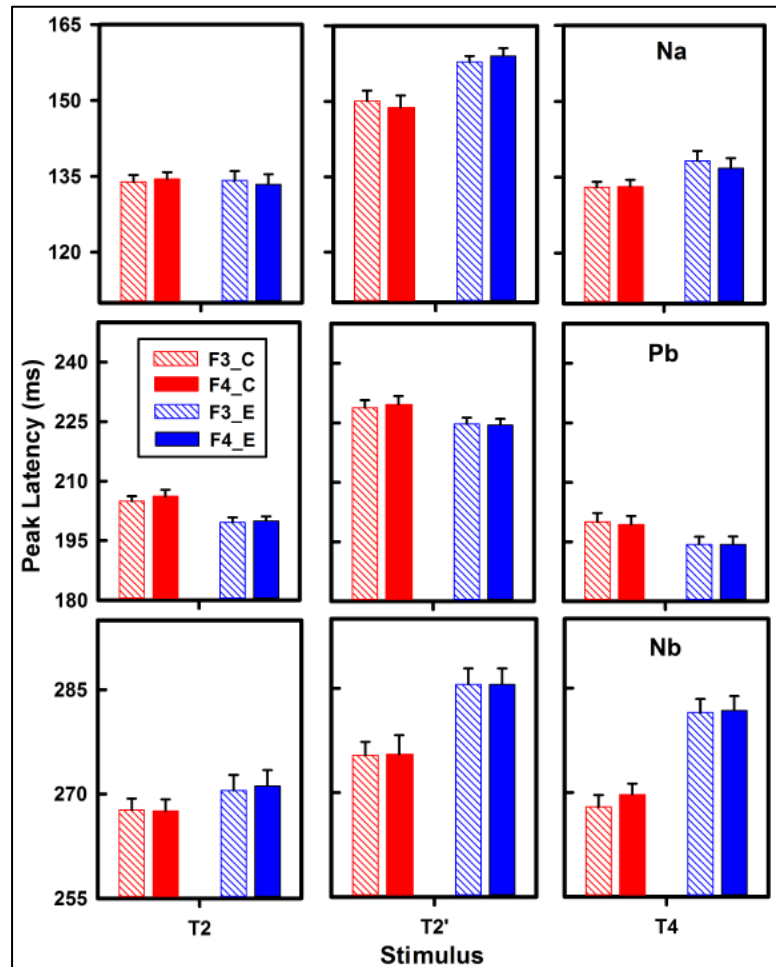 165
150
135
120
Na
240
225
210
195
180
F3_C
F4_C
F3_E
F4_E
Pb
Peak Latency (ms)
285
270
255
Nb
T2
T2'
T4
Stimulus